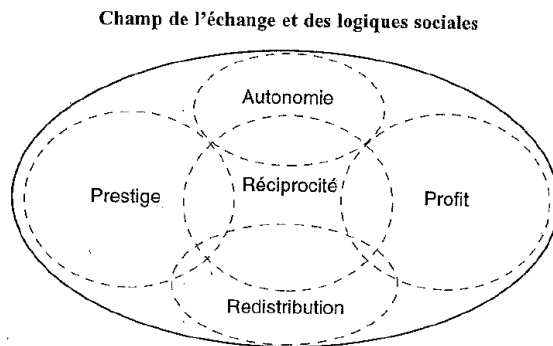 Champ de l'échange et des logiques sociales
Autonomie
Prestige
Réciprocité
Profit
Redistribution